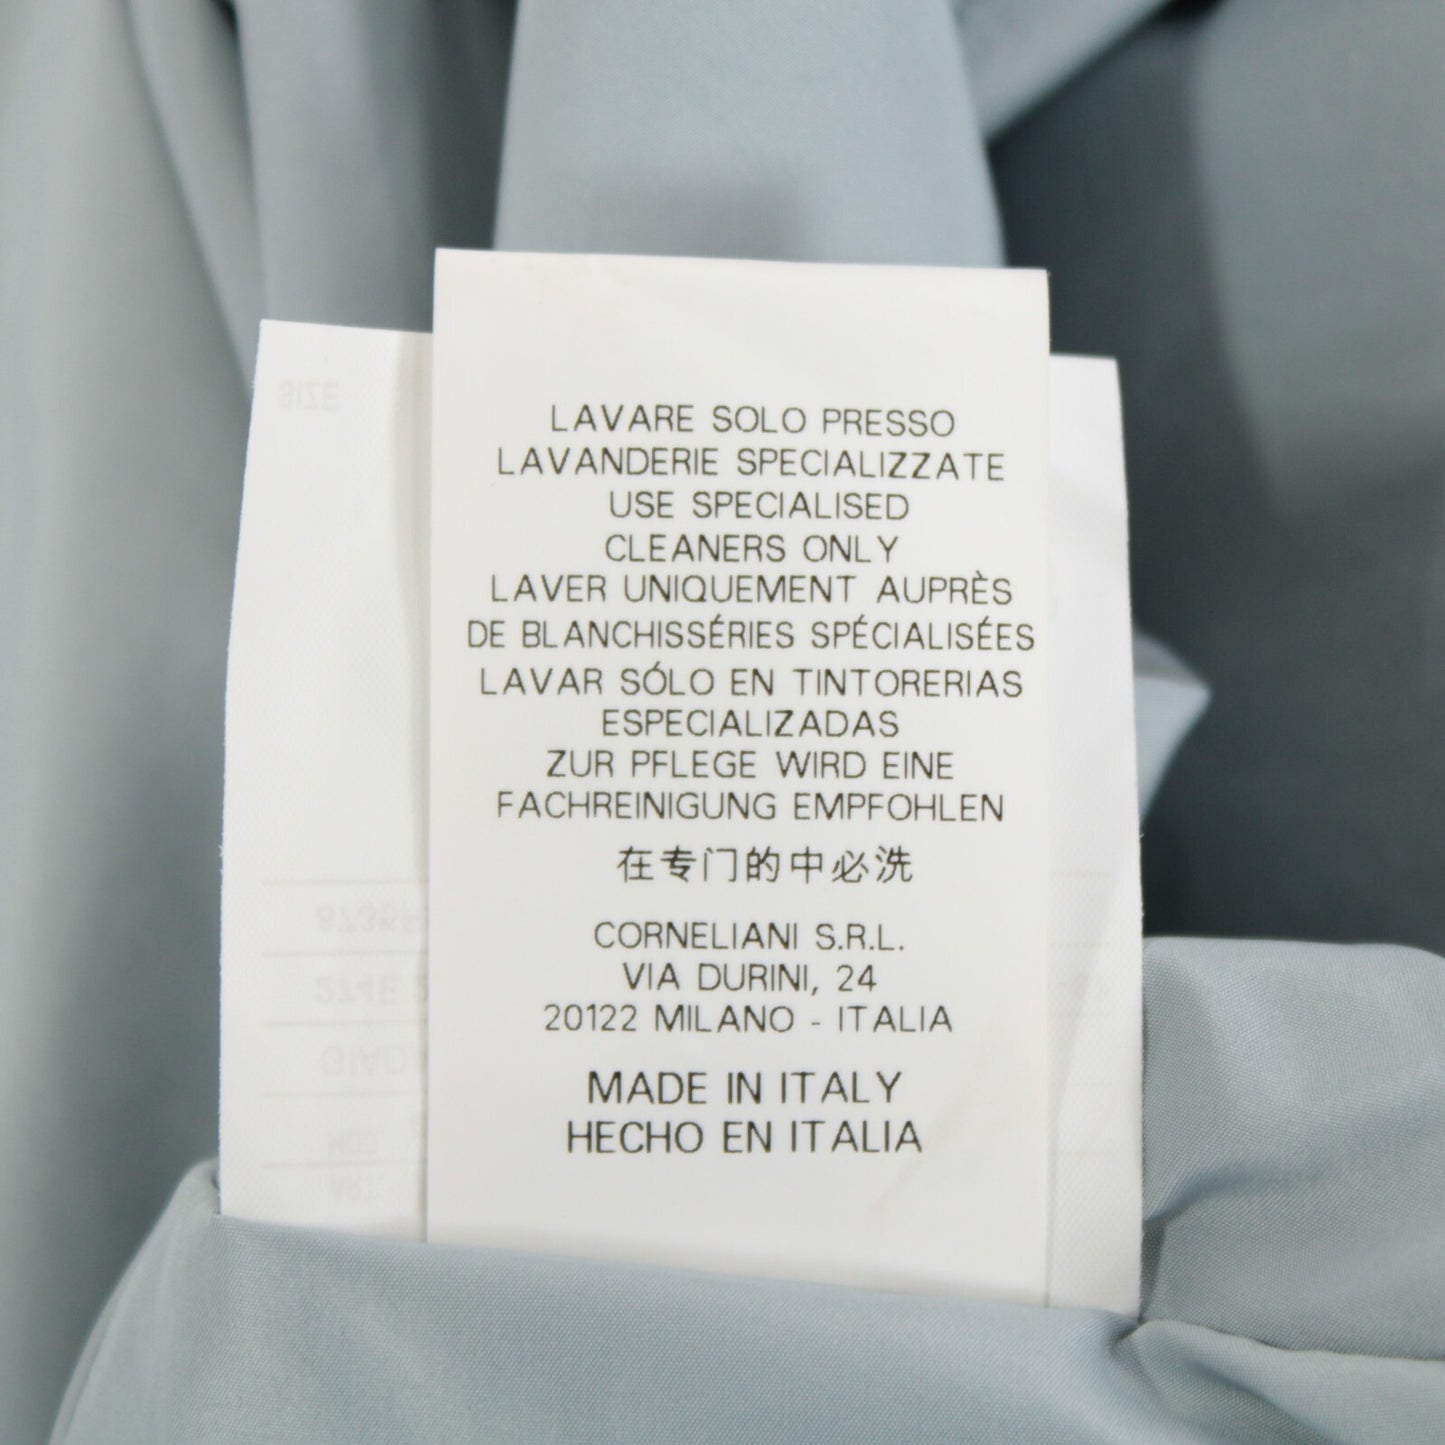 LAVARE SOLO PRESSO
LAVANDERIE SPECIALIZZATE
USE SPECIALISED
CLEANERS ONLY
LAVER UNIQUEMENT AUPRÈS
DE BLANCHISSÉRIES SPÉCIALISÉES
LAVAR SÓLO EN TINTORERIAS
ESPECIALIZADAS
ZUR PFLEGE WIRD EINE
FACHREINIGUNG EMPFOHLEN
在专门的中必洗
CORNELIANI S.R.L.
VIA DURINI, 24
20122 MILANO - ITALIA
MADE IN ITALY
HECHO EN ITALIA
SIZE